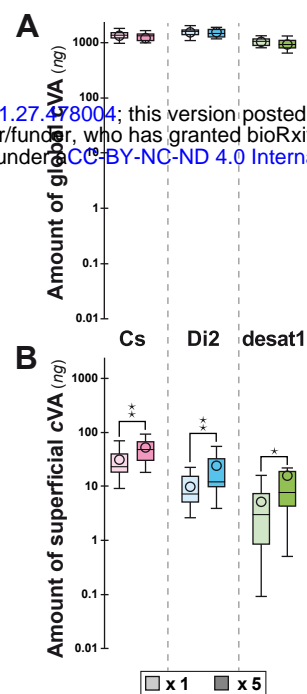 A
Amount of global cVA (ng)
1000
100
1
0.1
0.01
1.27.478004; this version posted
r/funder, who has granted bioRxi
under aCC-BY-NC-ND 4.0 Interna
Cs Di2 desat1
B
Amount of superficial cVA (ng)
1000
100
10
1
0.1
0.01
** ** *
x 1 x 5